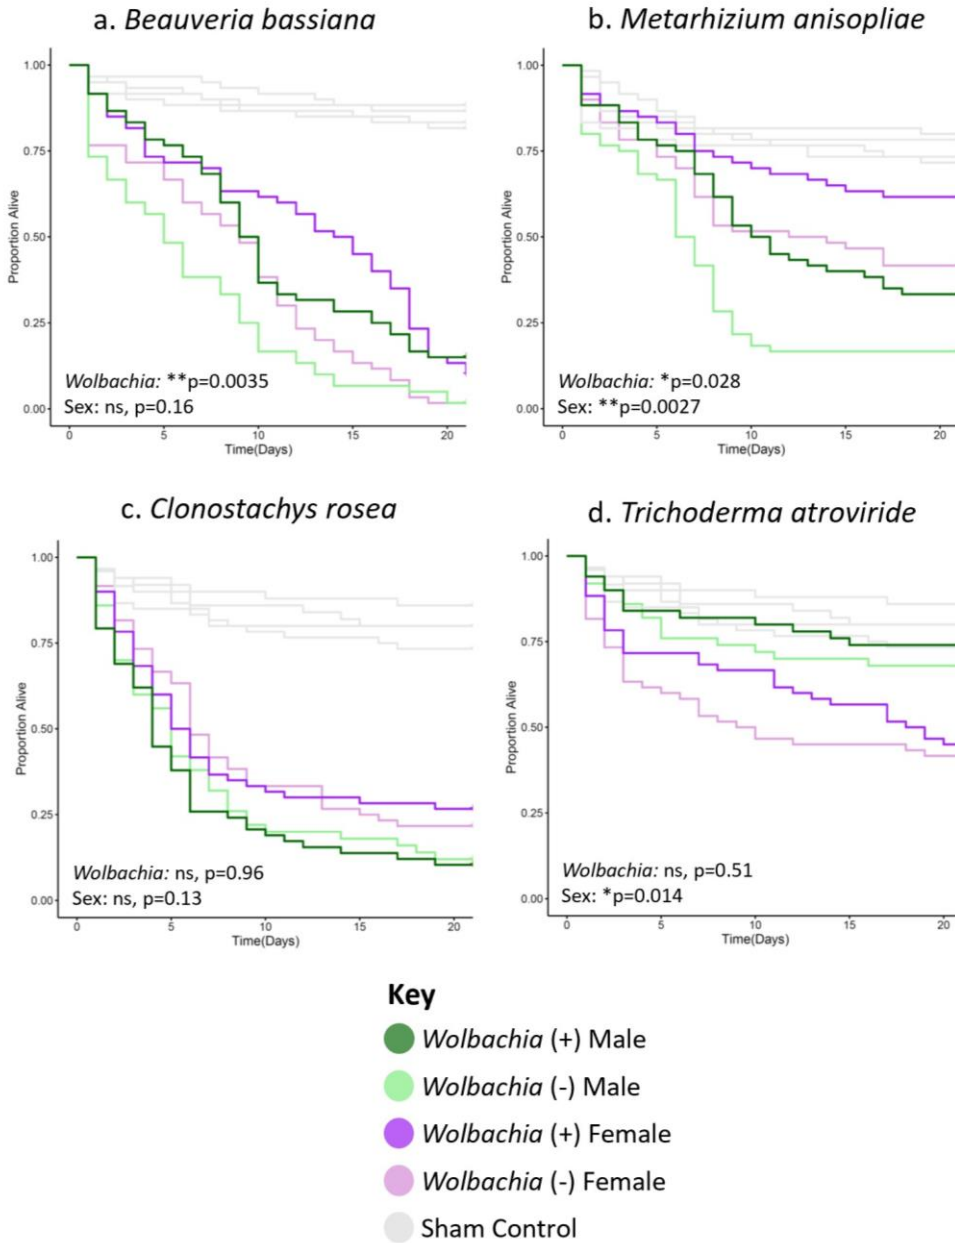 a. Beauveria bassiana
1.00
0.75
0.50
0.25
0.00
Proportion Alive
Wolbachia: **p=0.0035
Sex: ns, p=0.16
0
5
10
15
20
Time(Days)
b. Metarhizium anisopliae
1.00
0.75
0.50
0.25
0.00
Proportion Alive
Wolbachia: *p=0.028
Sex: **p=0.0027
0
5
10
15
20
Time(Days)
c. Clonostachys rosea
1.00
0.75
0.50
0.25
0.00
Proportion Alive
Wolbachia: ns, p=0.96
Sex: ns, p=0.13
0
5
10
15
20
Time(Days)
d. Trichoderma atroviride
1.00
0.75
0.50
0.25
0.00
Proportion Alive
Wolbachia: ns, p=0.51
Sex: *p=0.014
0
5
10
15
20
Time(Days)
Key
Wolbachia (+) Male
Wolbachia (-) Male
Wolbachia (+) Female
Wolbachia (-) Female
Sham Control